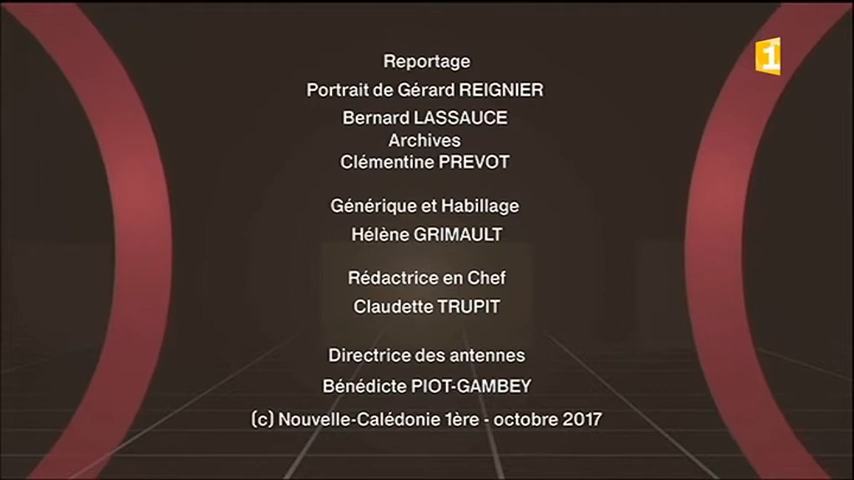 Reportage
1
Portrait de Gérard REIGNIER
Bernard LASSAUCE
Archives
Clémentine PREVOT
Générique et Habillage
Hélène GRIMAULT
Rédactrice en Chef
Claudette TRUPIT
Directrice des antennes
Bénédicte PIOT-GAMBEY
(c) Nouvelle-Calédonie 1ère - octobre 2017